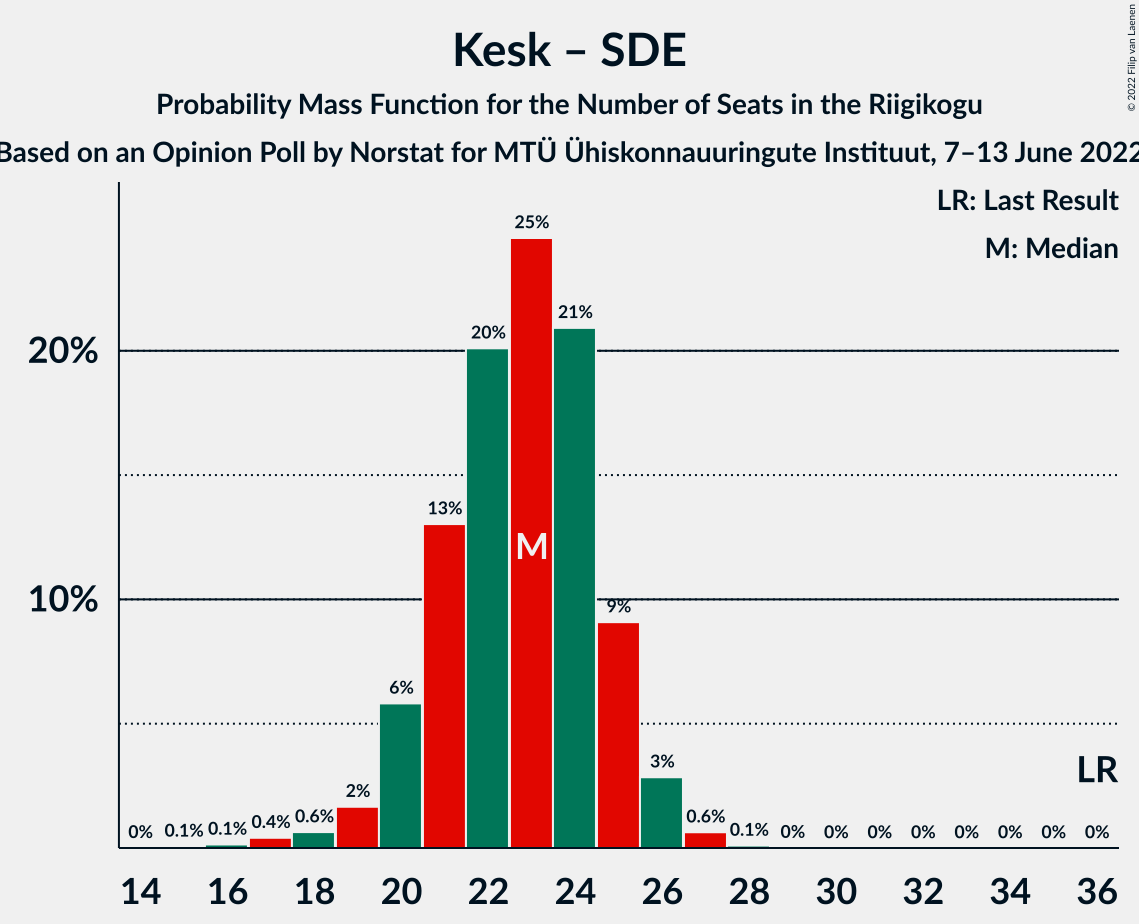 Kesk – SDE
Probability Mass Function for the Number of Seats in the Riigikogu
Based on an Opinion Poll by Norstat for MTÜ Ühiskonnauuringute Instituut, 7–13 June 2022
© 2022 Filip van Laenen
LR: Last Result
M: Median
25%
21%
20%
20%
13%
M
10%
9%
6%
3%
LR
2%
0% 0.1% 0.1% 0.4% 0.6% 0.6% 0.1% 0% 0% 0% 0% 0% 0% 0% 0%
14 16 18 20 22 24 26 28 30 32 34 36